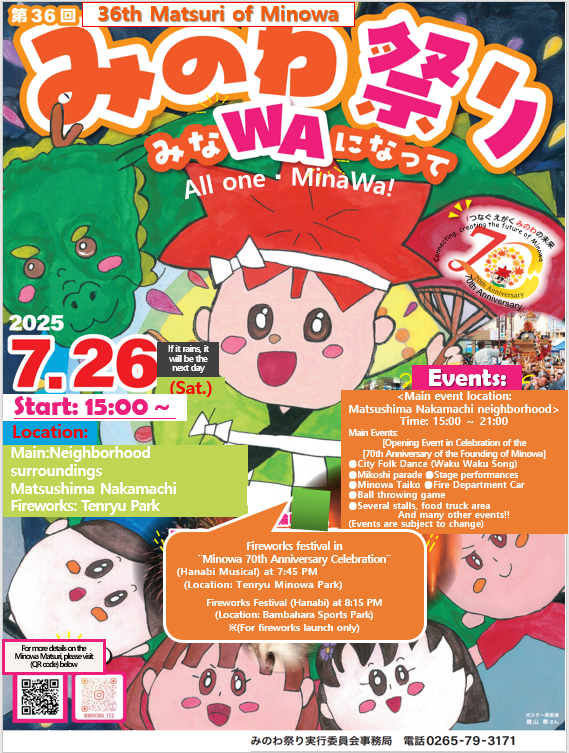 第36回
36th Matsuri of Minowa
みのわ祭り
みなWAになって
All one・MinaWa!
つなぐ えがく みのわの未来
Connecting, creating the future of Minowa
70
70th Anniversary
70th Anniversary
2025
7.26
If it rains, it
will be the
next day
(Sat.)
Start: 15:00 ~
Location:
Main:Neighborhood
surroundings
Matsushima Nakamachi
Fireworks: Tenryu Park
Events:
<Main event location:
Matsushima Nakamachi neighborhood>
Time: 15:00 ~ 21:00
Main Events:
[Opening Event in Celebration of the
[70th Anniversary of the Founding of Minowa]
●City Folk Dance (Waku Waku Song)
●Mikoshi parade ●Stage performances
●Minowa Taiko ●Fire Department Car
●Ball throwing game
●Several stalls, food truck area
And many other events!!
(Events are subject to change)
Fireworks festival in
¨Minowa 70th Anniversary Celebration¨
(Hanabi Musical) at 7:45 PM
(Location: Tenryu Minowa Park)
Fireworks Festival (Hanabi) at 8:15 PM
(Location: Bambahara Sports Park)
※(For fireworks launch only)
For more details on the
Minowa Matsuri, please visit
(QR code) below
MINOWA_FES
ポスター原画者
みのわ祭り実行委員会事務局 電話0265-79-3171